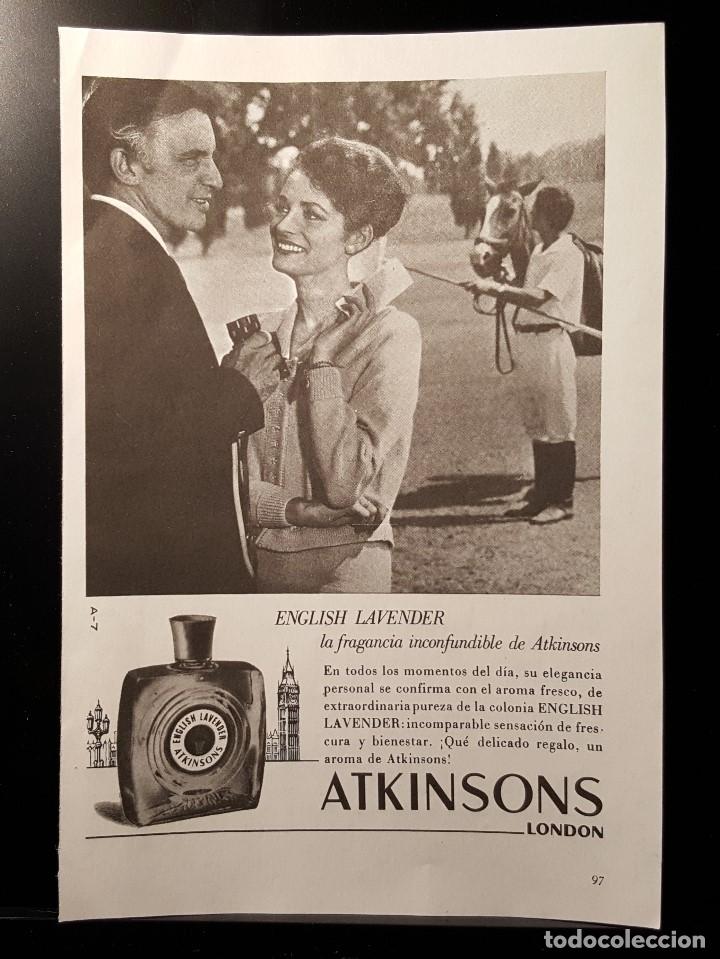 A-7
ENGLISH LAVENDER
la fragancia inconfundible de Atkinsons
En todos los momentos del día, su elegancia
personal se confirma con el aroma fresco, de
extraordinaria pureza de la colonia ENGLISH
LAVENDER: incomparable sensación de fres-
cura y bienestar. ¡Qué delicado regalo, un
aroma de Atkinsons!
ENGLISH LAVENDER
ATKINSONS
ATKINSONS
LONDON
97
todocoleccion
todocoleccion.net